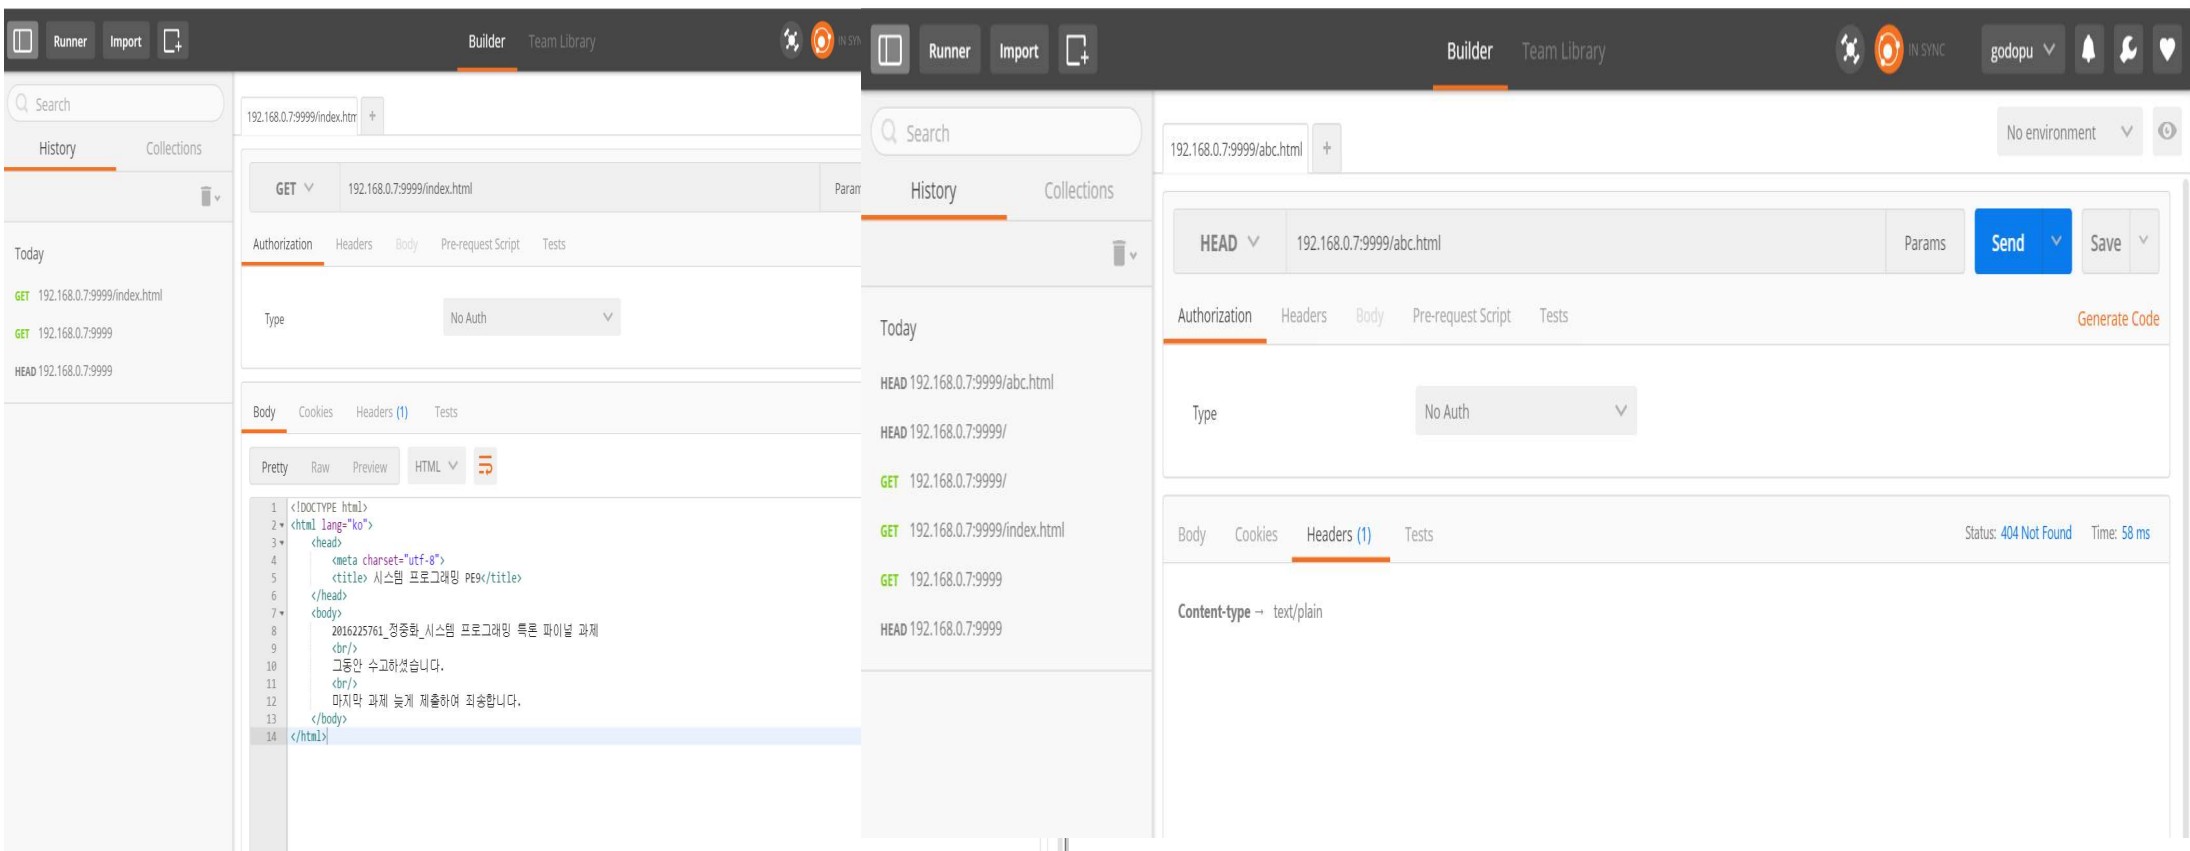 Runner Import Builder Team Library IN SYN
Search
History Collections
Today
GET 192.168.0.7:9999/index.html
GET 192.168.0.7:9999
HEAD 192.168.0.7:9999
192.168.0.7:9999/index.htm +
GET 192.168.0.7:9999/index.html Param
Authorization Headers Body Pre-request Script Tests
Type No Auth
Body Cookies Headers (1) Tests
Pretty Raw Preview HTML
1 <!DOCTYPE html>
2 <html lang="ko">
3 <head>
4 <meta charset="utf-8">
5 <title> 시스템 프로그래밍 PE9</title>
6 </head>
7 <body>
8 2016225761_정중화_시스템 프로그래밍 특론 파이널 과제
9 <br/>
10 그동안 수고하셨습니다.
11 <br/>
12 마지막 과제 늦게 제출하여 죄송합니다.
13 </body>
14 </html>
Runner Import Builder Team Library IN SYNC godopu
Search
History Collections
Today
HEAD 192.168.0.7:9999/abc.html
HEAD 192.168.0.7:9999/
GET 192.168.0.7:9999/
GET 192.168.0.7:9999/index.html
GET 192.168.0.7:9999
HEAD 192.168.0.7:9999
192.168.0.7:9999/abc.html + No environment
HEAD 192.168.0.7:9999/abc.html Params Send Save
Authorization Headers Body Pre-request Script Tests Generate Code
Type No Auth
Body Cookies Headers (1) Tests Status: 404 Not Found Time: 58 ms
Content-type → text/plain